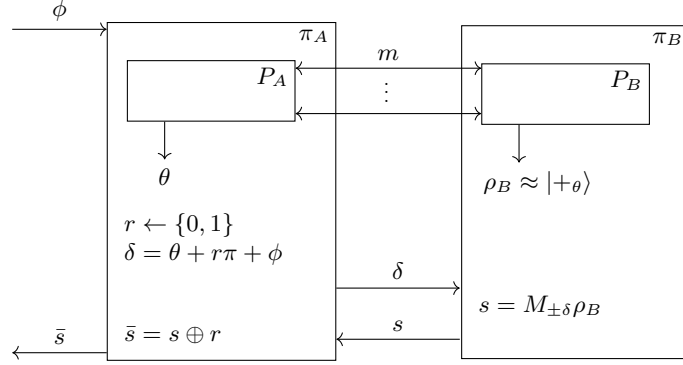 ϕ
π_A
π_B
P_A
m
⋮
P_B
θ
ρ_B ≈ |+_θ⟩
r ← {0, 1}
δ = θ + rπ + ϕ
δ
s = M_{±δ}ρ_B
s̄
s̄ = s ⊕ r
s